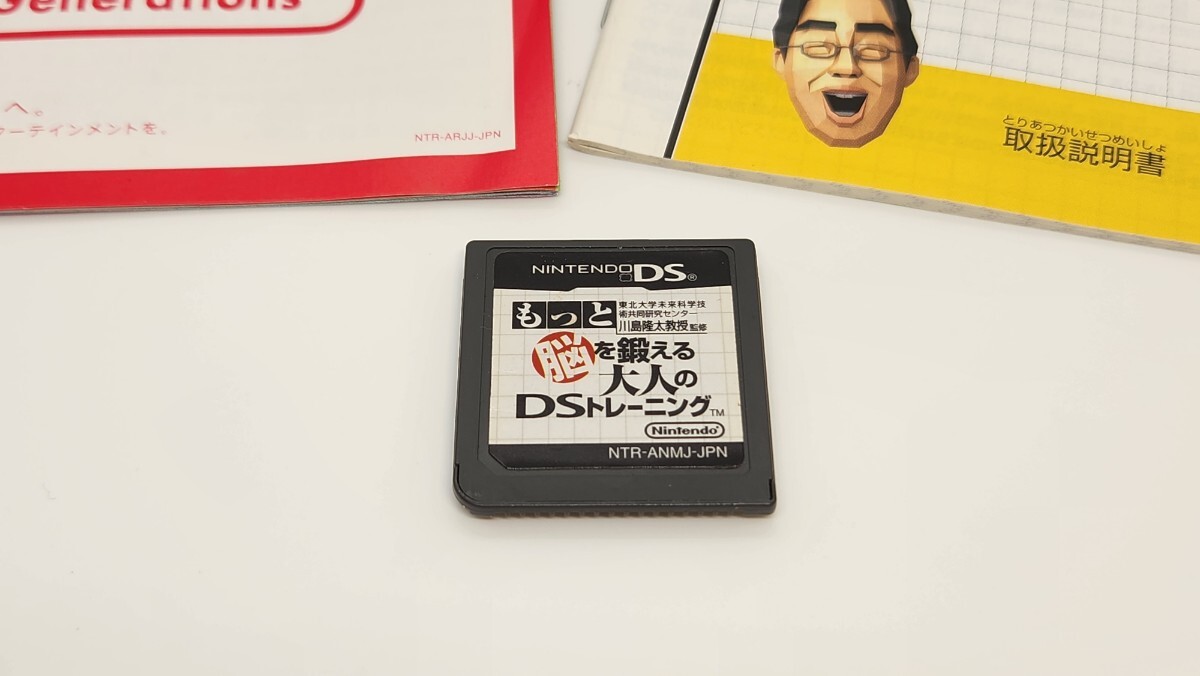 Generations
へ。
ターテインメントを。
NTR-ARJJ-JPN
とりあつかいせつめいしょ
取扱説明書
NINTENDO DS®
もっと
東北大学未来科学技
術共同研究センター
川島隆太教授 監修
脳を鍛える
大人の
DSトレーニング™
Nintendo®
NTR-ANMJ-JPN